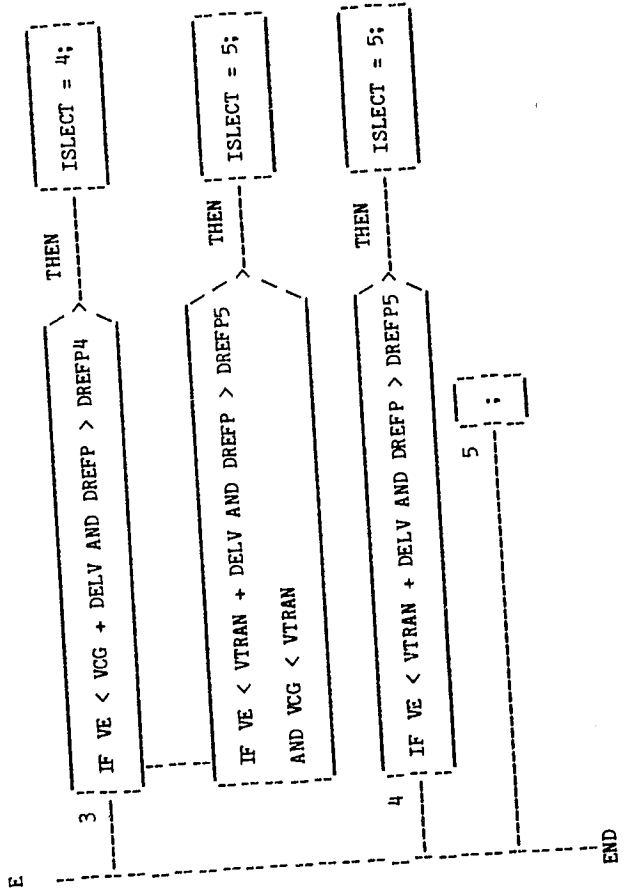 E
3
IF VE < VCG + DELV AND DREFP > DREFP4
THEN
ISLECT = 4;
IF VE < VTRAN + DELV AND DREFP > DREFP5
AND VCG < VTRAN
THEN
ISLECT = 5;
4
IF VE < VTRAN + DELV AND DREFP > DREFP5
THEN
ISLECT = 5;
5
;
END